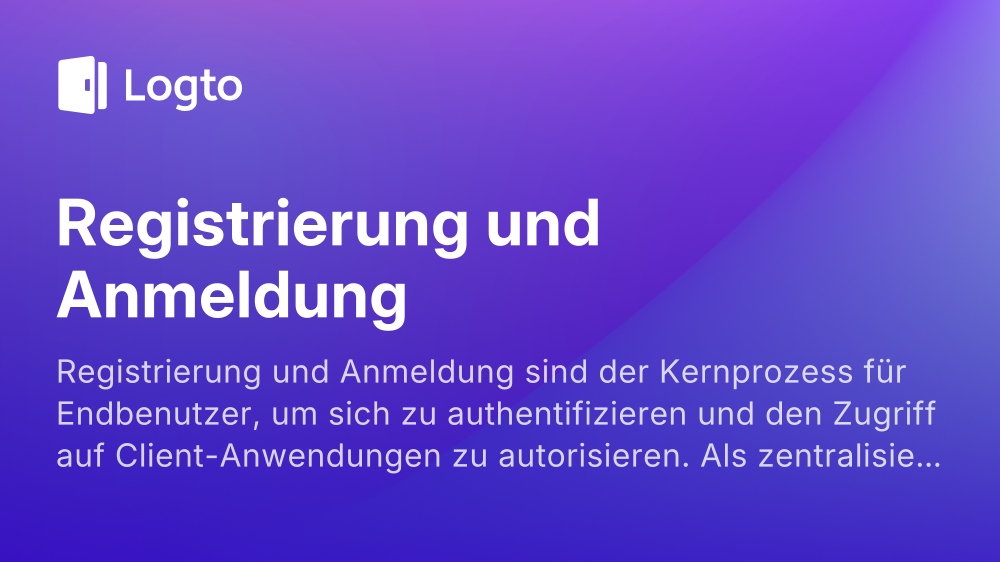 Logto
Registrierung und
Anmeldung
Registrierung und Anmeldung sind der Kernprozess für
Endbenutzer, um sich zu authentifizieren und den Zugriff
auf Client-Anwendungen zu autorisieren. Als zentralisie...